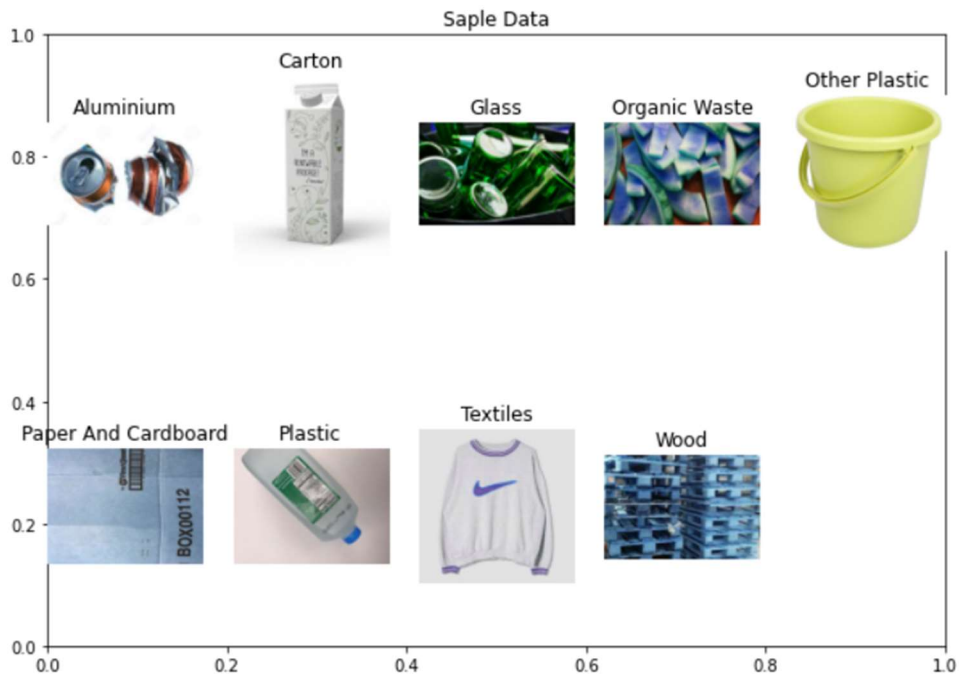 Saple Data
1.0
Carton
Other Plastic
Aluminium
Glass
Organic Waste
0.8
I'M A
RENEWABLE
PACKAGE!
0.6
0.4
Textiles
Paper And Cardboard
Plastic
Wood
BOX00112
0.2
0.0
0.0
0.2
0.4
0.6
0.8
1.0